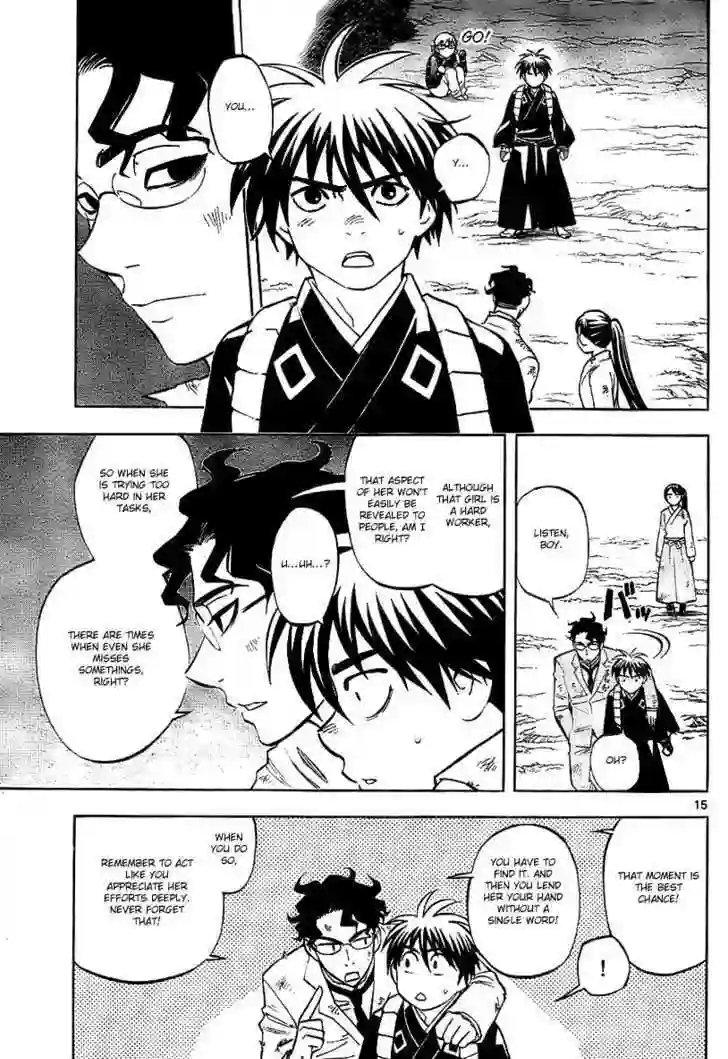 GO!
Y...
YOU...
LISTEN,
BOY.
バッ
OH?
ALTHOUGH
THAT GIRL IS
A HARD
WORKER,
THAT ASPECT
OF HER WON'T
EASILY BE
REVEALED TO
PEOPLE, AM I
RIGHT?
U...UH...?
SO WHEN SHE
IS TRYING TOO
HARD IN HER
TASKS,
THERE ARE TIMES
WHEN EVEN SHE
MISSES
SOMETHINGS,
RIGHT?
15
THAT MOMENT IS
THE BEST
CHANCE!
!
YOU HAVE TO
FIND IT. AND
THEN YOU LEND
HER YOUR HAND
WITHOUT A
SINGLE WORD!
WHEN
YOU DO
SO,
REMEMBER TO ACT
LIKE YOU
APPRECIATE HER
EFFORTS DEEPLY.
NEVER FORGET
THAT!